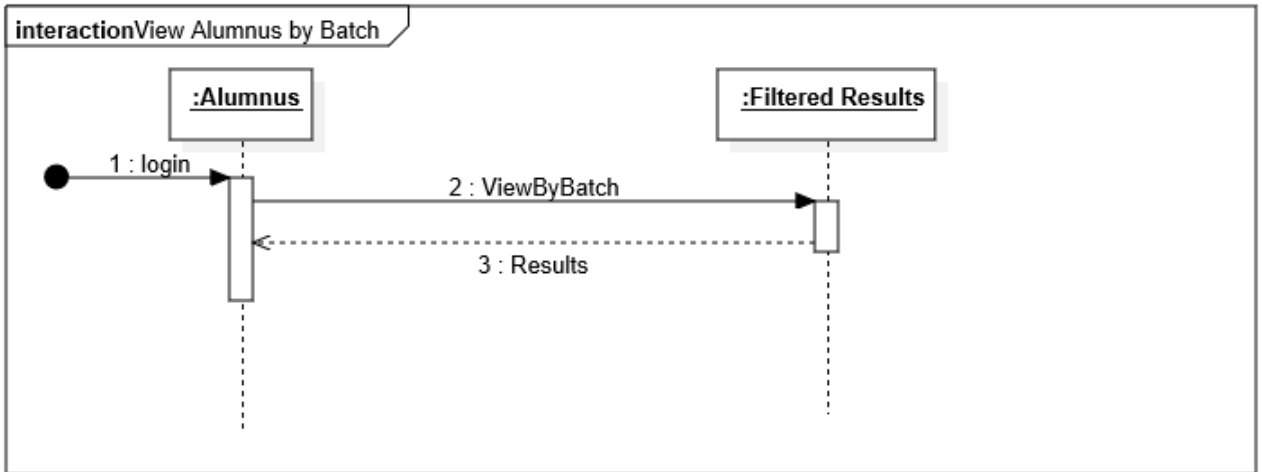 interactionView Alumnus by Batch
:Alumnus
:Filtered Results
1 : login
2 : ViewByBatch
3 : Results